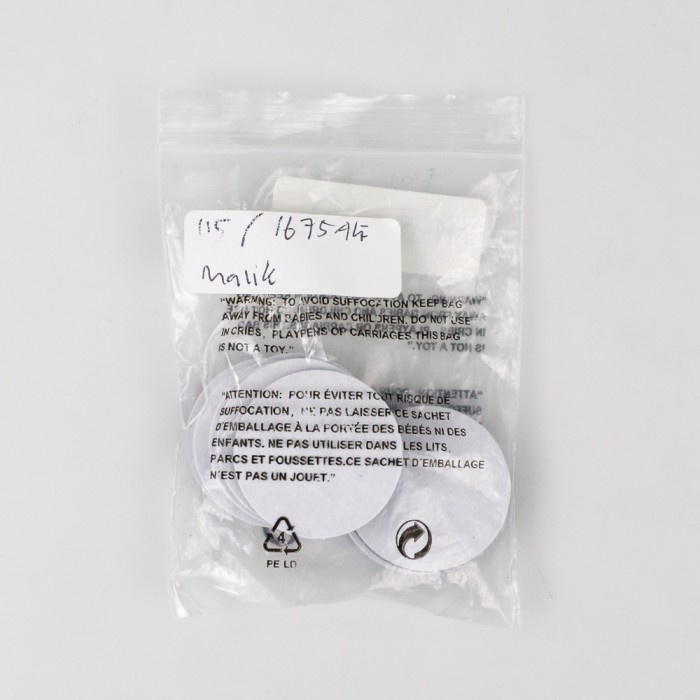 115 / 1675AF
Malik
"WARNING: TO AVOID SUFFOCATION KEEP BAG
AWAY FROM BABIES AND CHILDREN. DO NOT USE
IN CRIBS, PLAYPENS OR CARRIAGES THIS BAG
IS NOT A TOY."
"ATTENTION: POUR ÉVITER TOUT RISQUE DE
SUFFOCATION, NE PAS LAISSER CE SACHET
D'EMBALLAGE À LA PORTÉE DES BÉBÉS NI DES
ENFANTS. NE PAS UTILISER DANS LES LITS,
PARCS ET POUSSETTES.CE SACHET D'EMBALLAGE
N'EST PAS UN JOUET."
4
PE LD